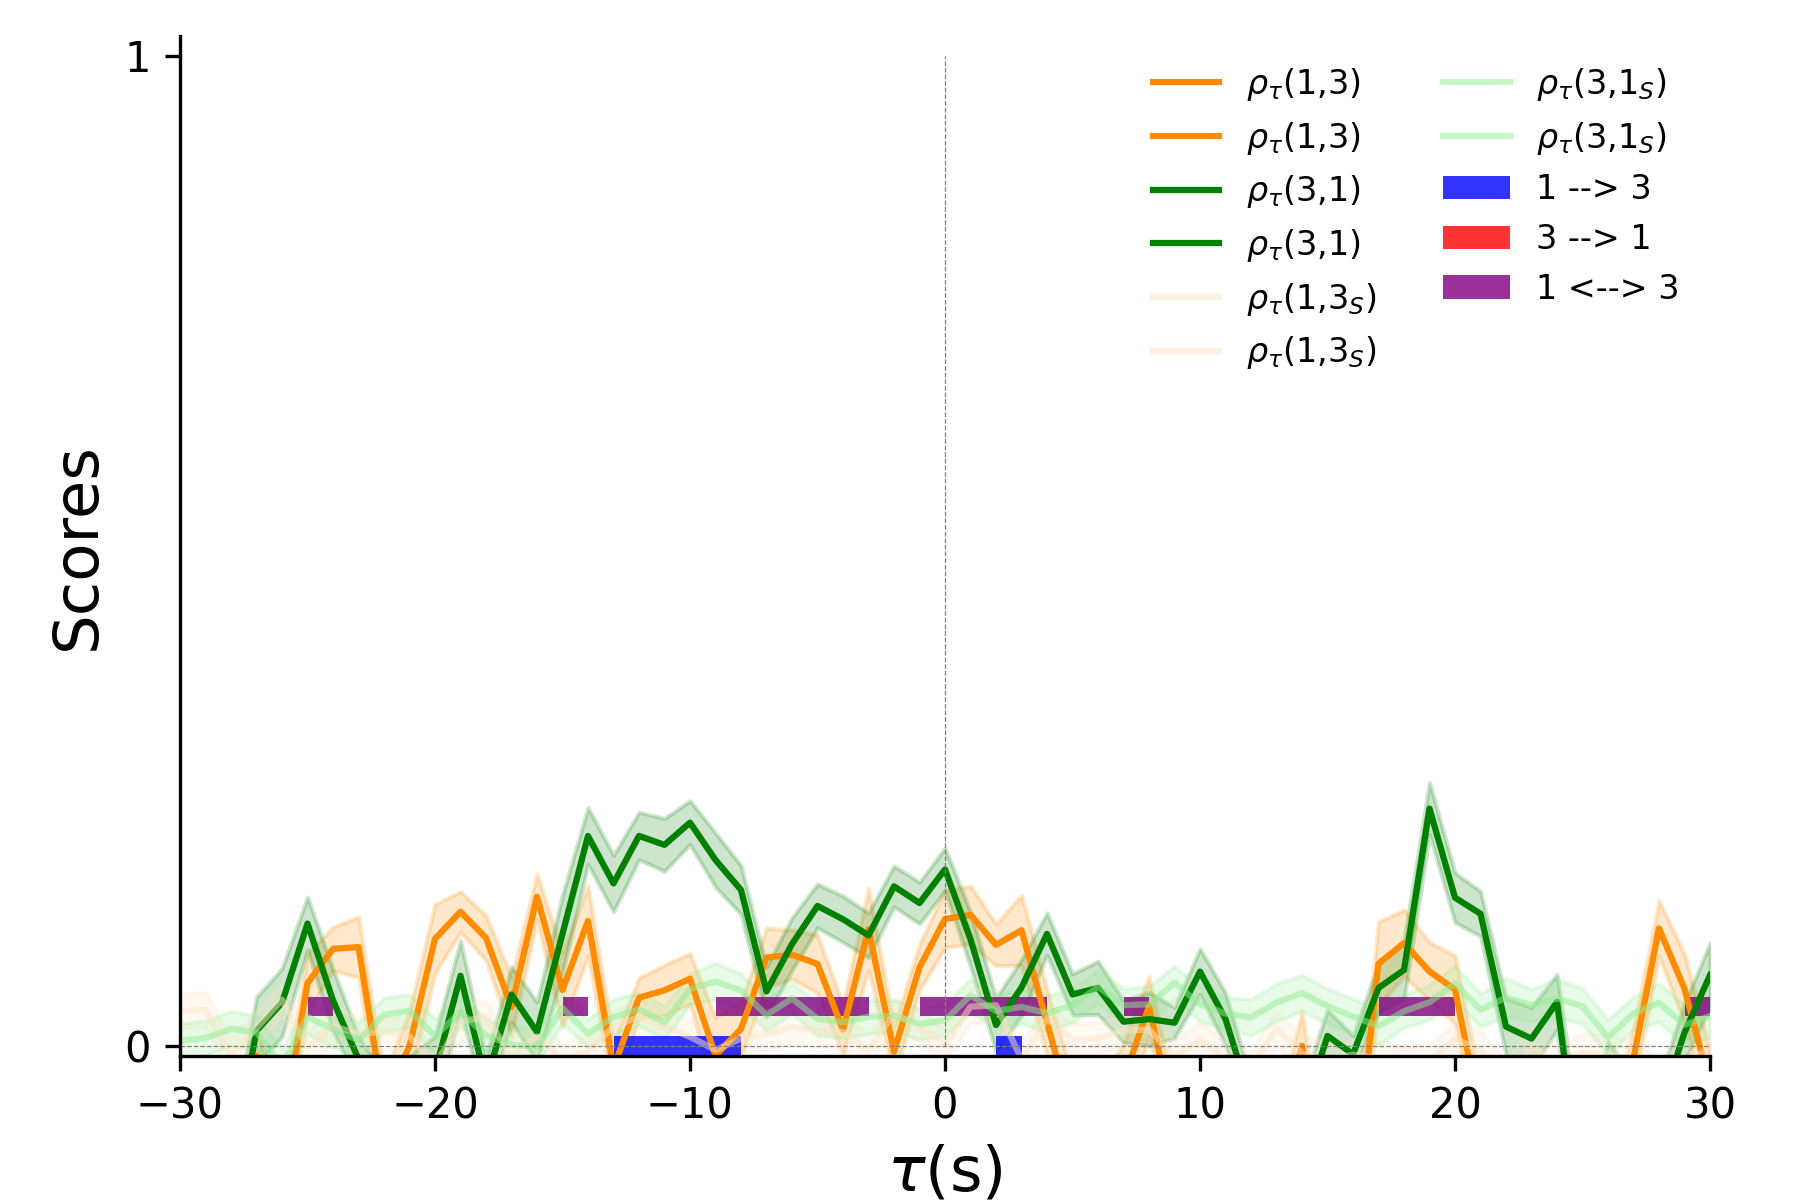 1
ρτ(1,3)
ρτ(1,3)
ρτ(3,1)
ρτ(3,1)
ρτ(1,3S)
ρτ(1,3S)
ρτ(3,1S)
ρτ(3,1S)
1 --> 3
3 --> 1
1 <--> 3
Scores
0
−30 −20 −10 0 10 20 30
τ(s)